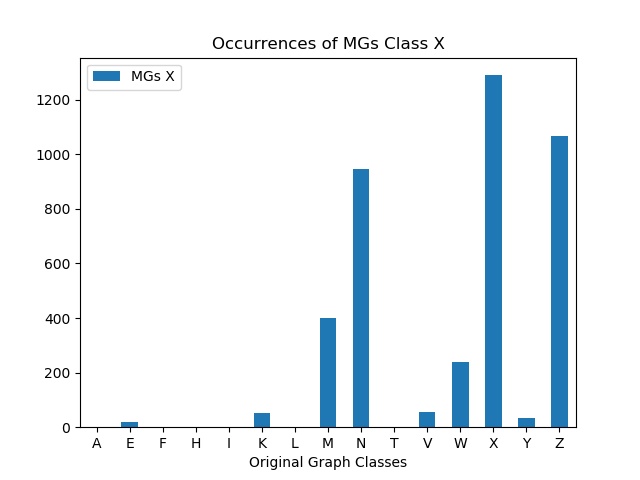 Occurrences of MGs Class X
MGs X
1200
1000
800
600
400
200
0
A E F H I K L M N T V W X Y Z
Original Graph Classes